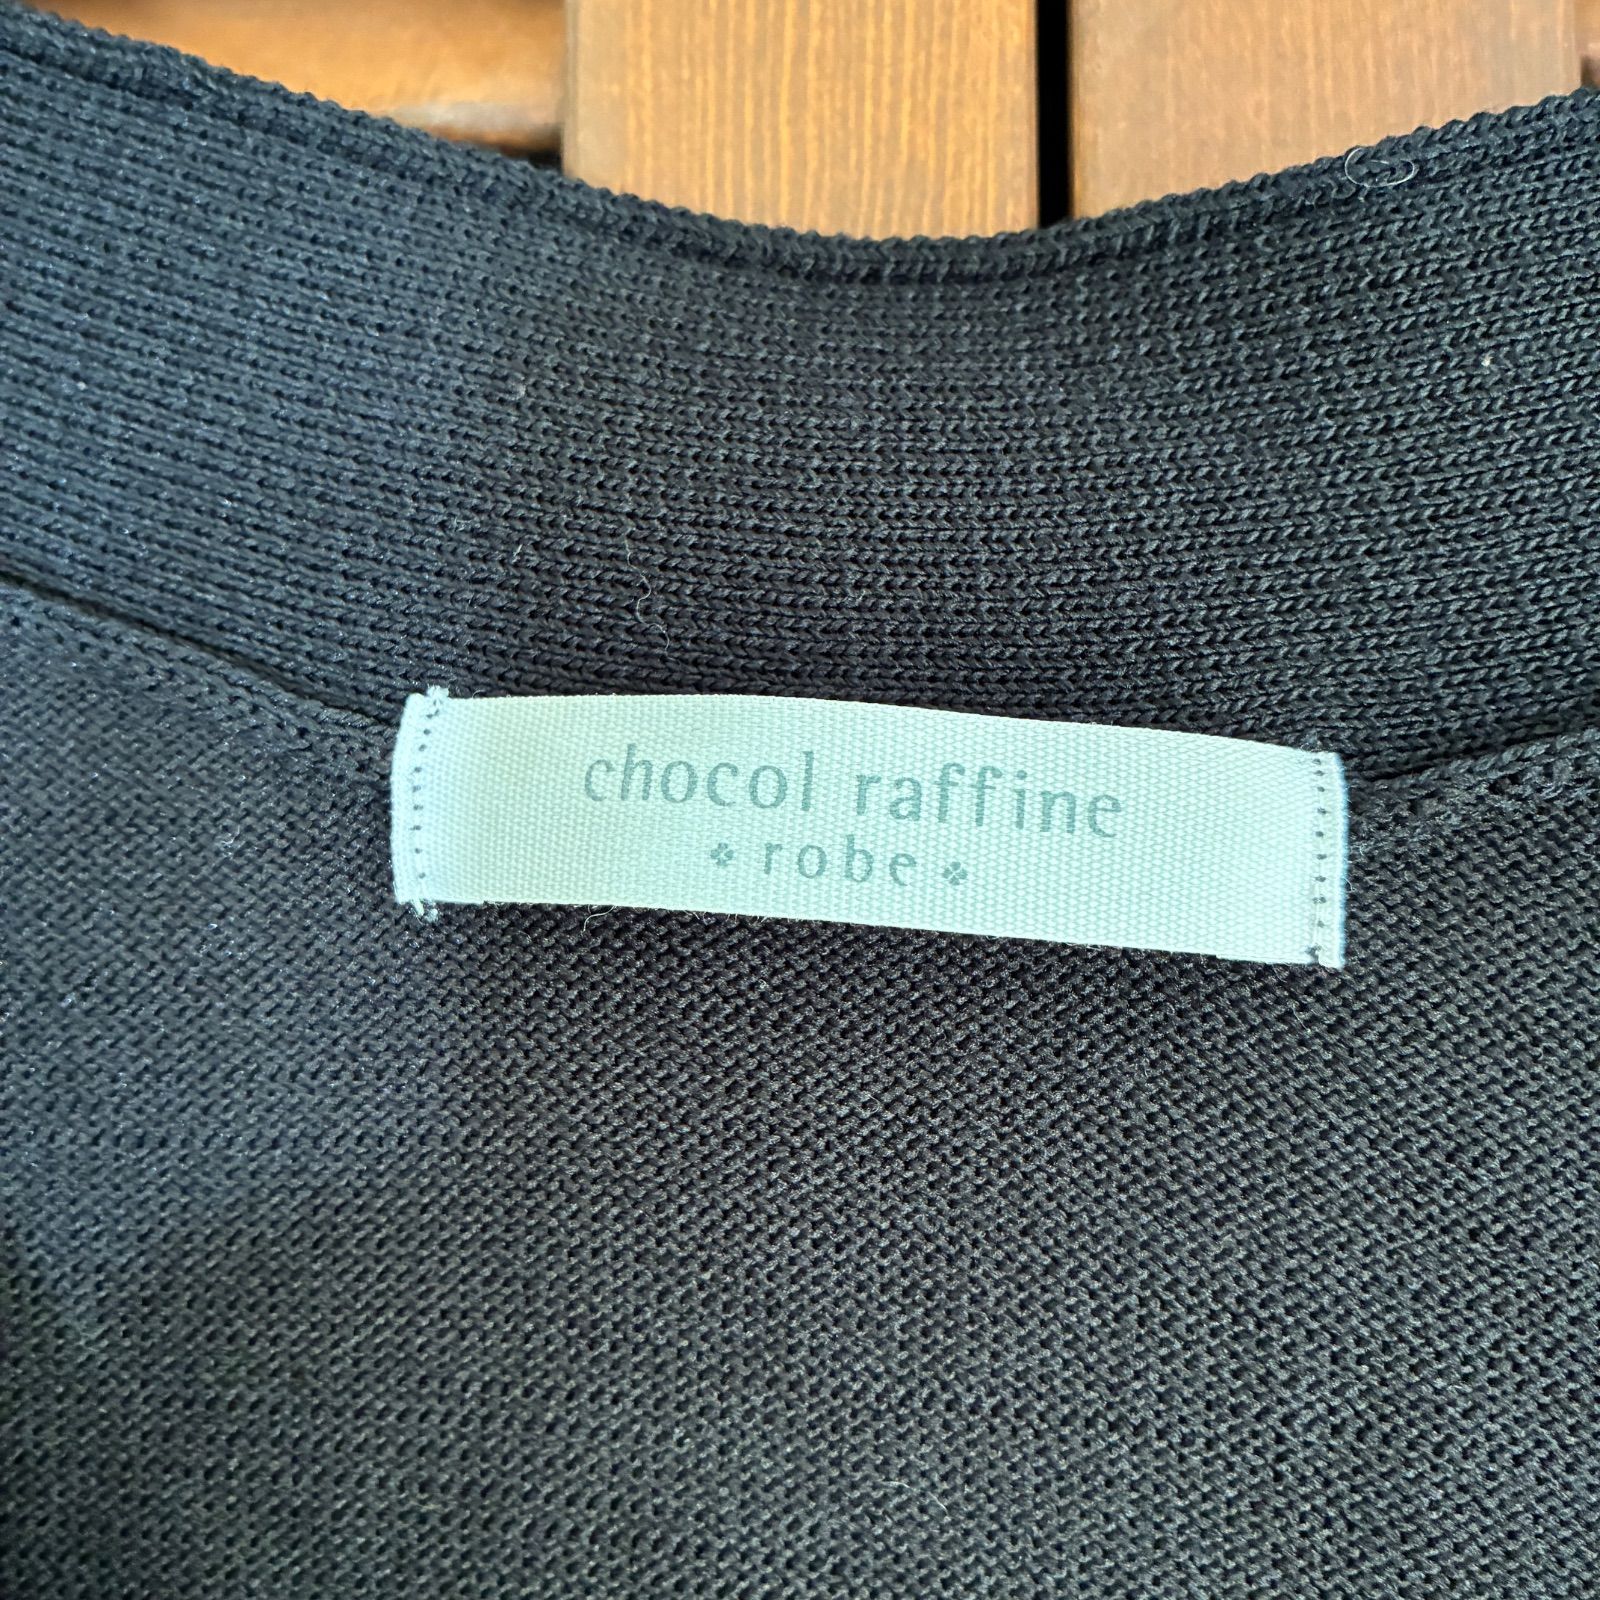 chocol raffine
♣ robe ♣